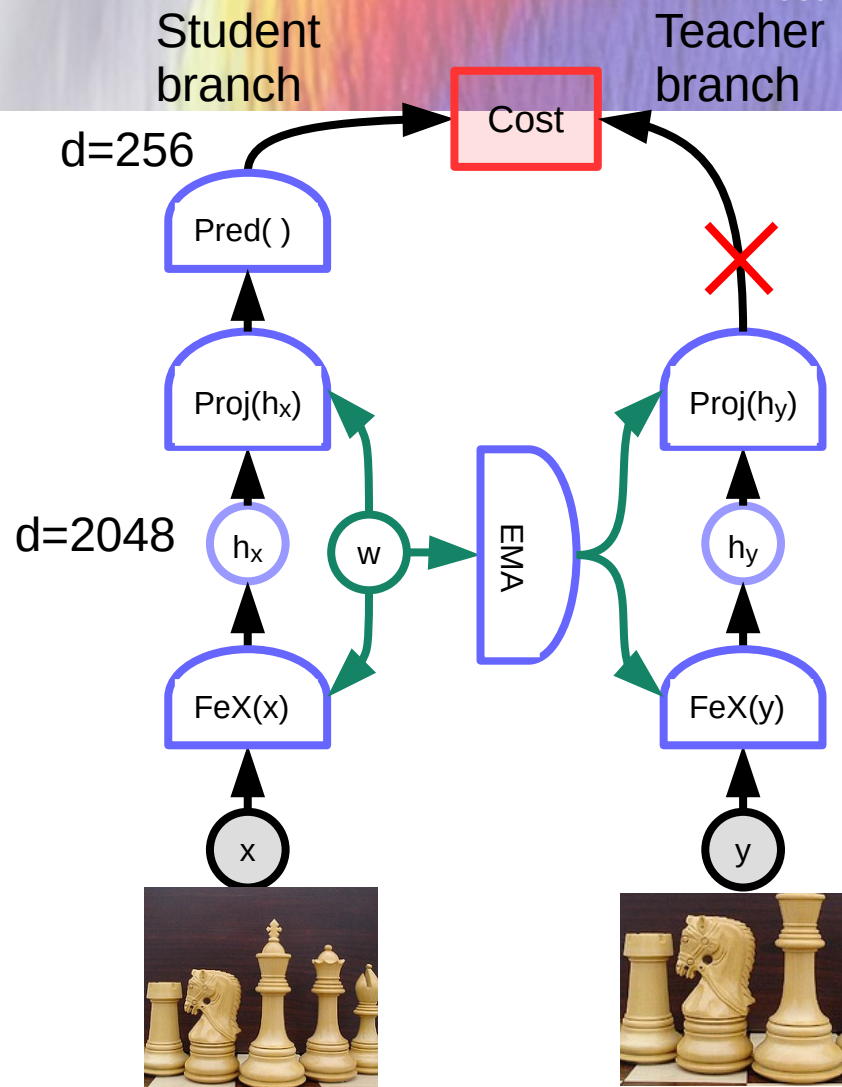 Student
branch
Teacher
branch
Cost
d=256
Pred( )
Proj(hx)
Proj(hy)
d=2048
hx
w
EMA
hy
FeX(x)
FeX(y)
x
y